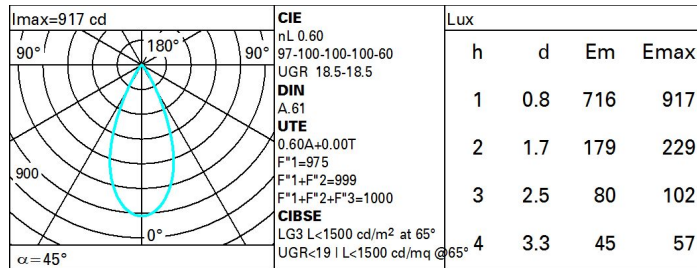 Imax=917 cd
90°
180°
90°
900
0°
α=45°
CIE
nL 0.60
97-100-100-100-60
UGR 18.5-18.5
DIN
A.61
UTE
0.60A+0.00T
F"1=975
F"1+F"2=999
F"1+F"2+F"3=1000
CIBSE
LG3 L<1500 cd/m² at 65°
UGR<19 | L<1500 cd/mq @65°
Lux
h d Em Emax
1 0.8 716 917
2 1.7 179 229
3 2.5 80 102
4 3.3 45 57